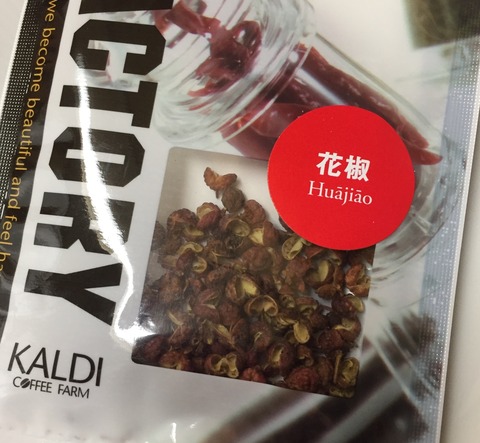 we become beautiful and feel
ACTORY
花椒
Huājiāo
KALDI
COFFEE FARM